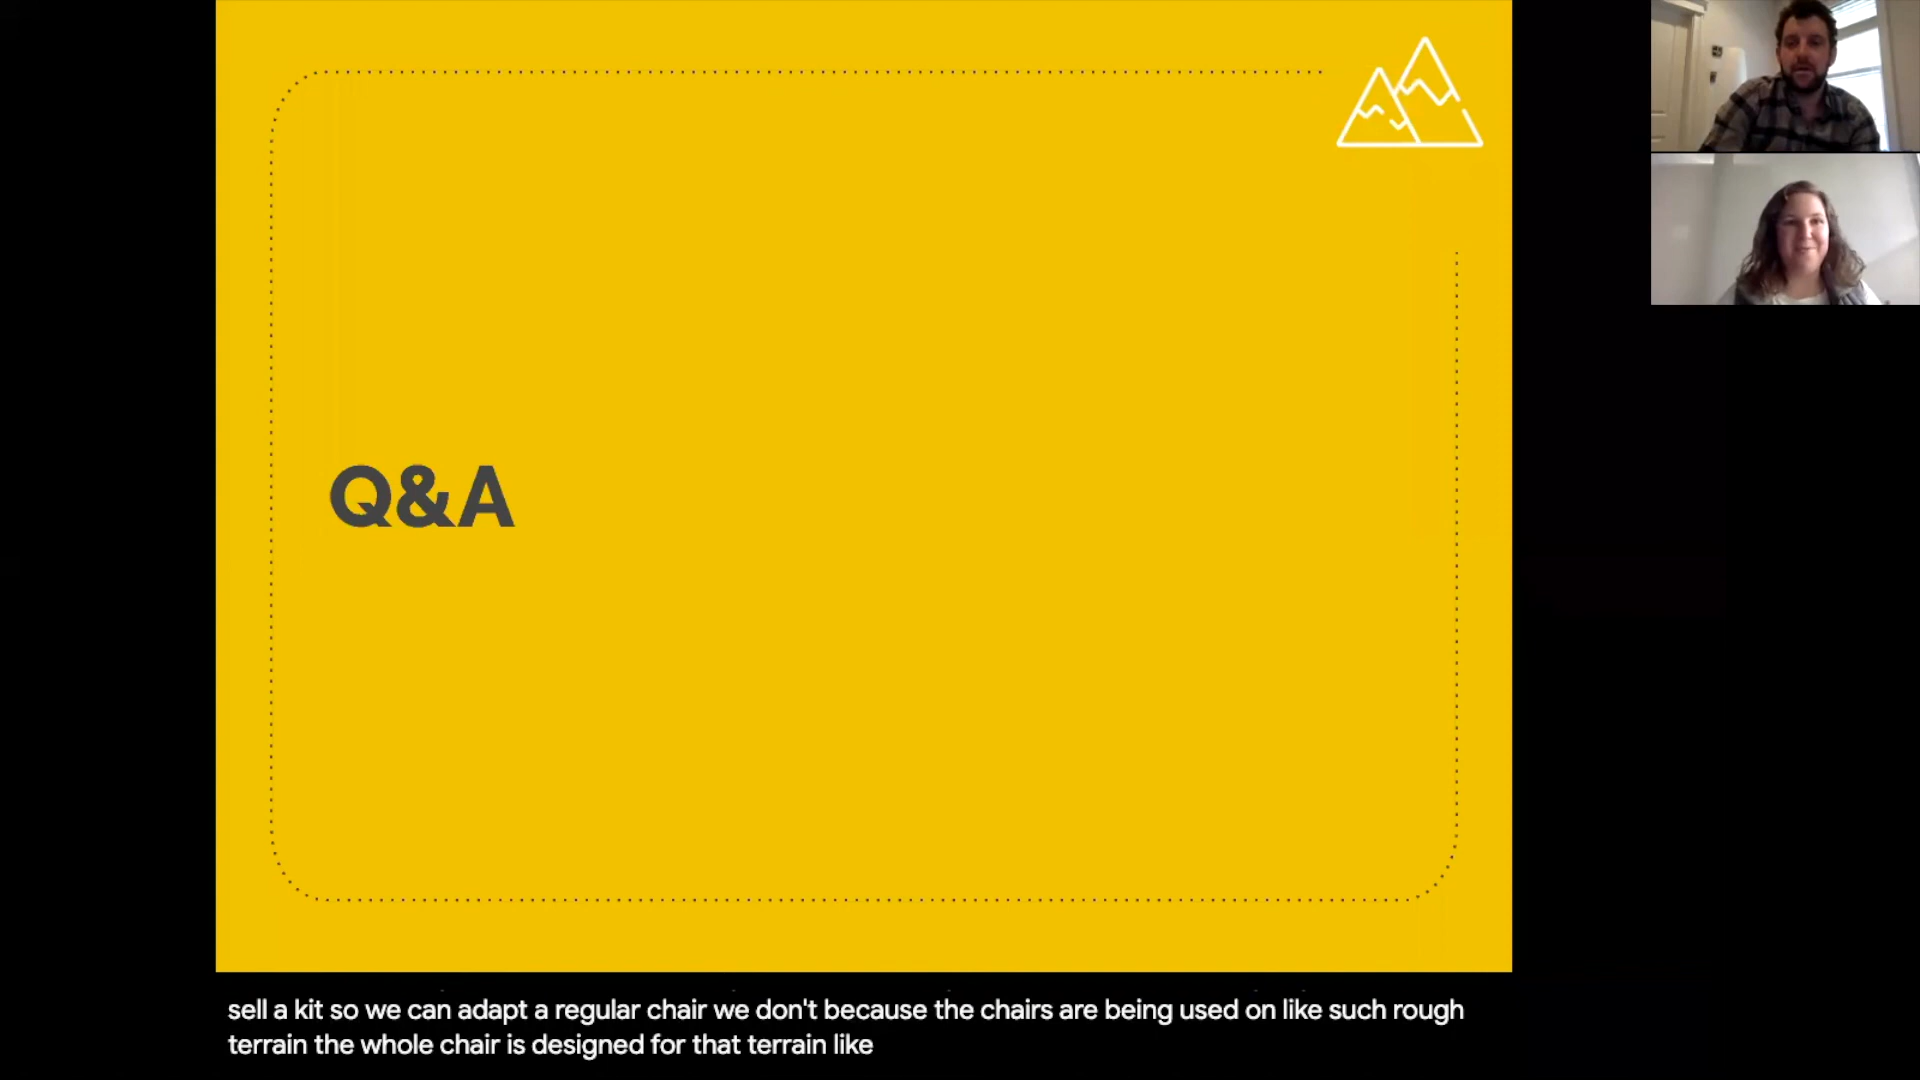 Q&A
sell a kit so we can adapt a regular chair we don't because the chairs are being used on like such rough
terrain the whole chair is designed for that terrain like